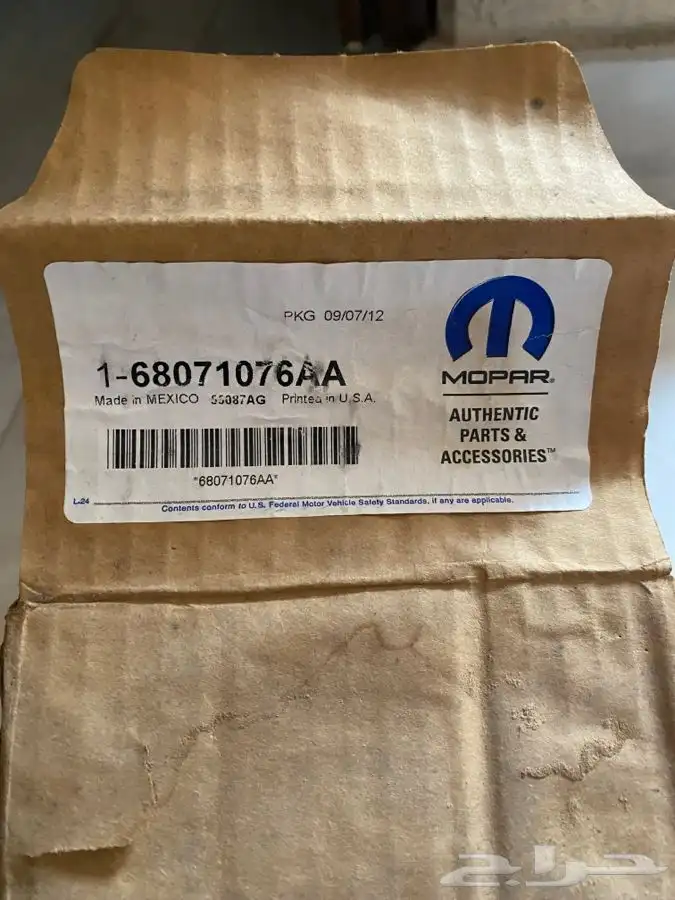 PKG 09/07/12
1-68071076AA
Made in MEXICO 55087AG Printed in U.S.A.
*68071076AA*
MOPAR®
AUTHENTIC
PARTS &
ACCESSORIES™
L-24
Contents conform to U.S. Federal Motor Vehicle Safety Standards, if any are applicable.
حراج